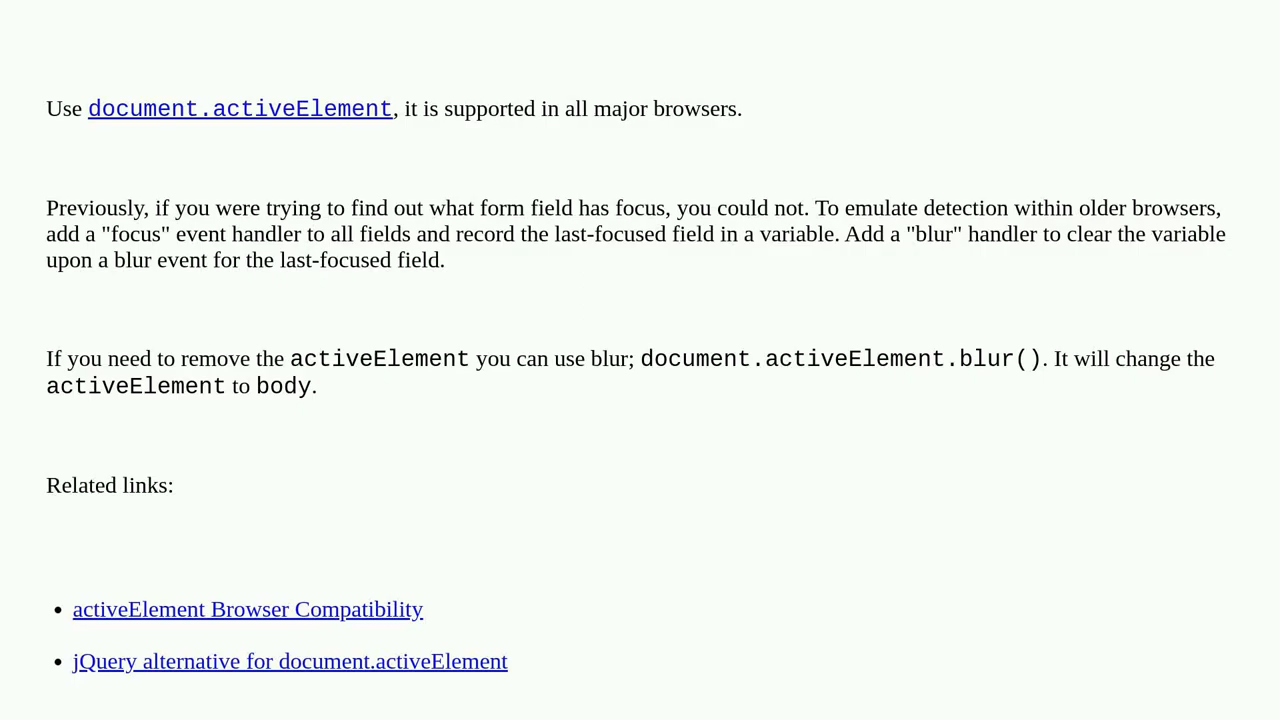 Use document.activeElement, it is supported in all major browsers.
Previously, if you were trying to find out what form field has focus, you could not. To emulate detection within older browsers,
add a "focus" event handler to all fields and record the last-focused field in a variable. Add a "blur" handler to clear the variable
upon a blur event for the last-focused field.
If you need to remove the activeElement you can use blur; document.activeElement.blur(). It will change the
activeElement to body.
Related links:
• activeElement Browser Compatibility
• jQuery alternative for document.activeElement